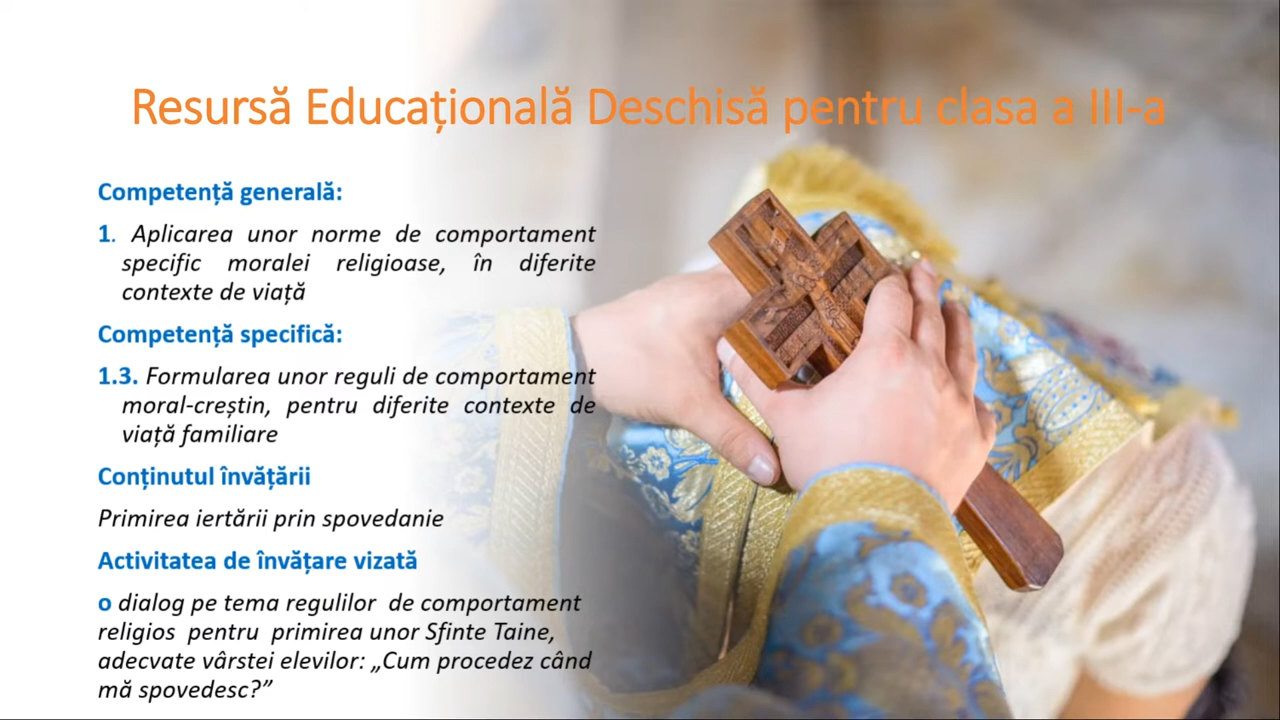 Resursă Educațională Deschisă pentru clasa a III-a
Competență generală:
1. Aplicarea unor norme de comportament
specific moralei religioase, în diferite
contexte de viață
Competență specifică:
1.3. Formularea unor reguli de comportament
moral-creștin, pentru diferite contexte de
viață familiare
Conținutul învățării
Primirea iertării prin spovedanie
Activitatea de învățare vizată
o dialog pe tema regulilor de comportament
religios pentru primirea unor Sfinte Taine,
adecvate vârstei elevilor: „Cum procedez când
mă spovedesc?”